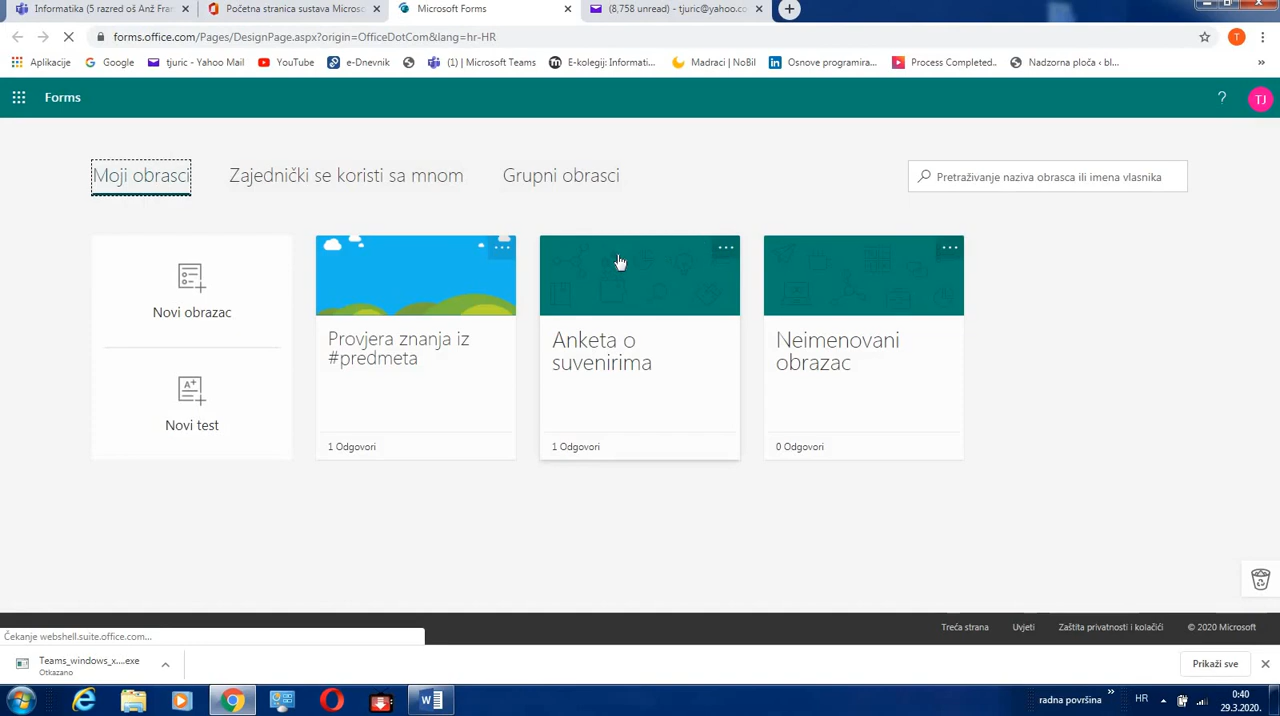 Informatika (5 razred oš Anž Fran
Početna stranica sustava Microso
Microsoft Forms
(8,758 unread) - tjuric@yahoo.co
forms.office.com/Pages/DesignPage.aspx?origin=OfficeDotCom&lang=hr-HR
T
Aplikacije
Google
tjuric - Yahoo Mail
YouTube
e-Dnevnik
(1) | Microsoft Teams
E-kolegij: Informati...
Madraci | NoBil
Osnove programira...
Process Completed...
Nadzorna ploča ‹ bl...
»
Forms
?
TJ
Moji obrasci
Zajednički se koristi sa mnom
Grupni obrasci
Pretraživanje naziva obrasca ili imena vlasnika
Novi obrazac
Novi test
Provjera znanja iz
#predmeta
1 Odgovori
Anketa o
suvenirima
1 Odgovori
Neimenovani
obrazac
0 Odgovori
Treća strana
Uvjeti
Zaštita privatnosti i kolačići
© 2020 Microsoft
Čekanje webshell.suite.office.com...
Teams_windows_x....exe
Otkazano
Prikaži sve
radna površina
»
HR
0:40
29.3.2020.